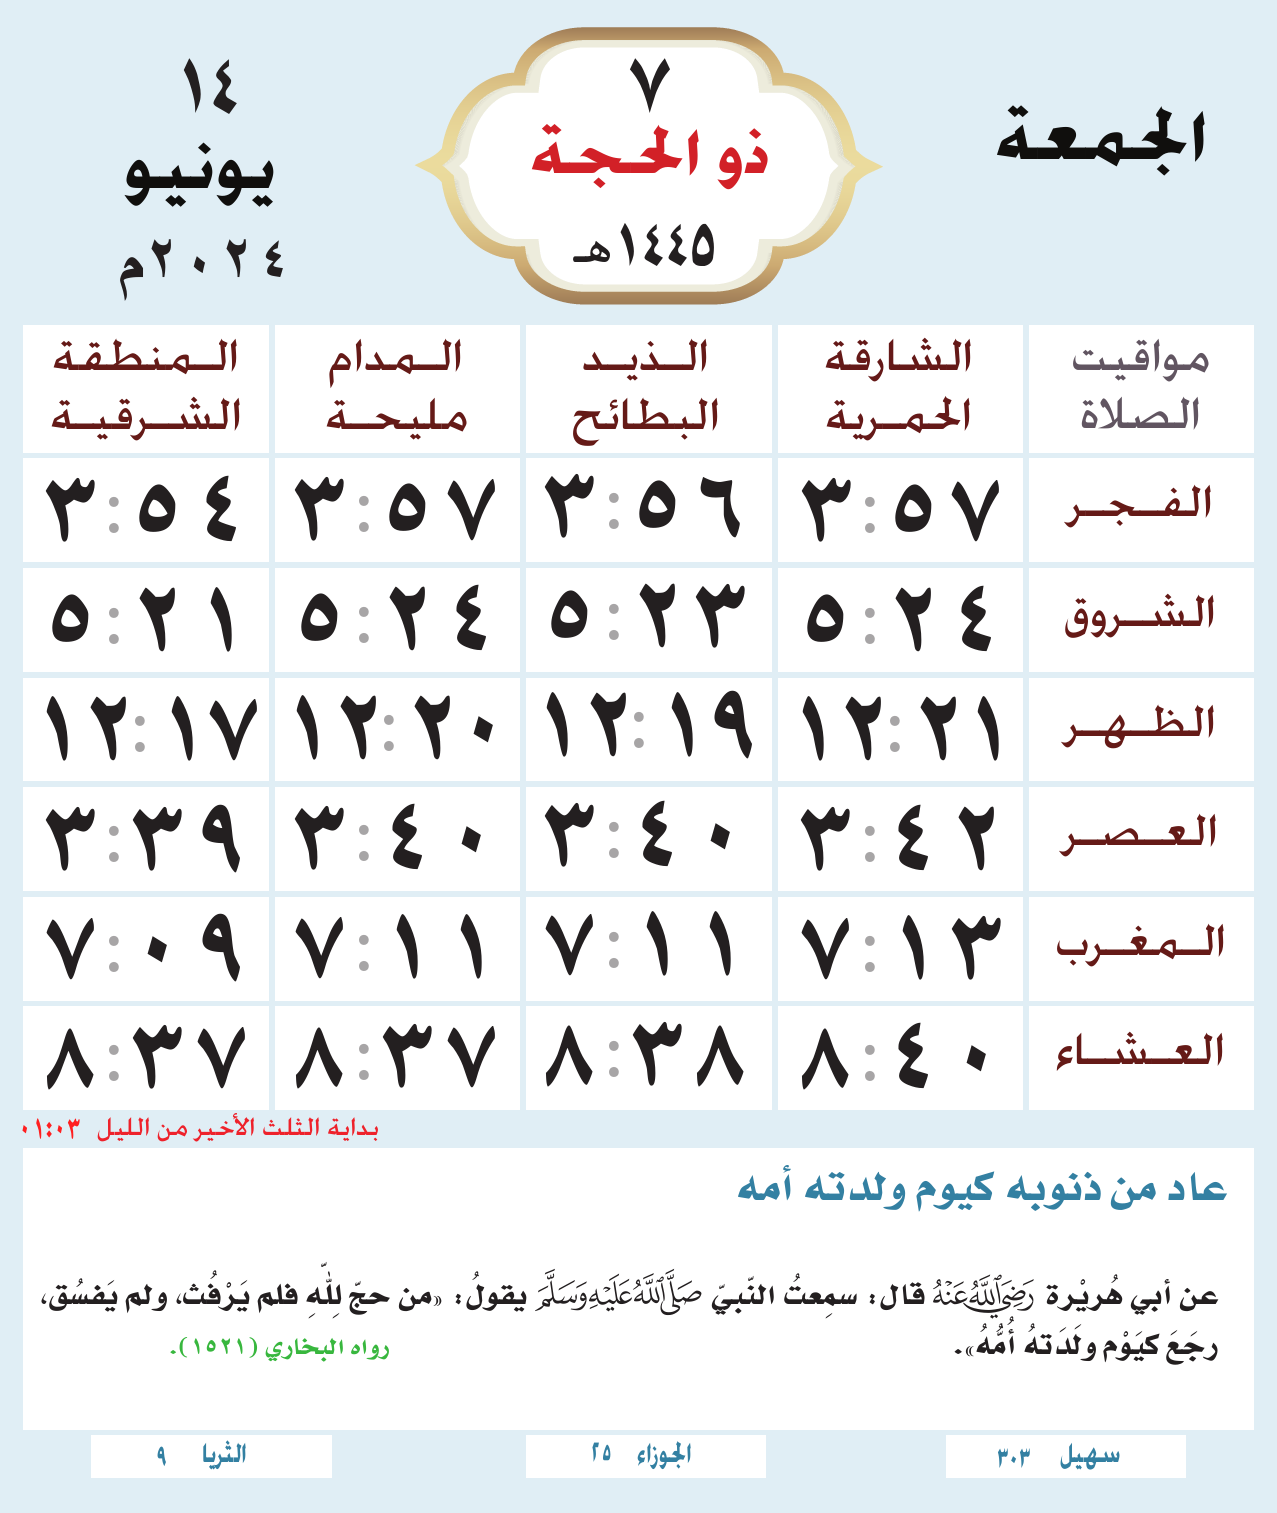 الجمعة
٧
ذو الحجة
١٤٤٥هـ
١٤
يونيو
٢٠٢٤م
مواقيت الصلاة
الشارقة الحمرية
الذيد البطائح
المدام مليحة
المنطقة الشرقية
الفجر ٣:٥٧ ٣:٥٦ ٣:٥٧ ٣:٥٤
الشروق ٥:٢٤ ٥:٢٣ ٥:٢٤ ٥:٢١
الظهر ١٢:٢١ ١٢:١٩ ١٢:٢٠ ١٢:١٧
العصر ٣:٤٢ ٣:٤٠ ٣:٤٠ ٣:٣٩
المغرب ٧:١٣ ٧:١١ ٧:١١ ٧:٠٩
العشاء ٨:٤٠ ٨:٣٨ ٨:٣٧ ٨:٣٧
بداية الثلث الأخير من الليل ٠١:٠٣
عاد من ذنوبه كيوم ولدته أمه
عن أبي هُريْرة رَضِيَ اللَّهُ عَنْهُ قال: سمِعتُ النّبيّ صَلَّى اللَّهُ عَلَيْهِ وَسَلَّمَ يقولُ: «من حجّ لِلّٰهِ فلم يَرْفُث، ولم يَفسُق،
رجَعَ كيَوْم ولَدَتهُ أُمُّهُ».
رواه البخاري (١٥٢١).
سهيل ٣٠٣
الجوزاء ٢٥
الثريا ٩